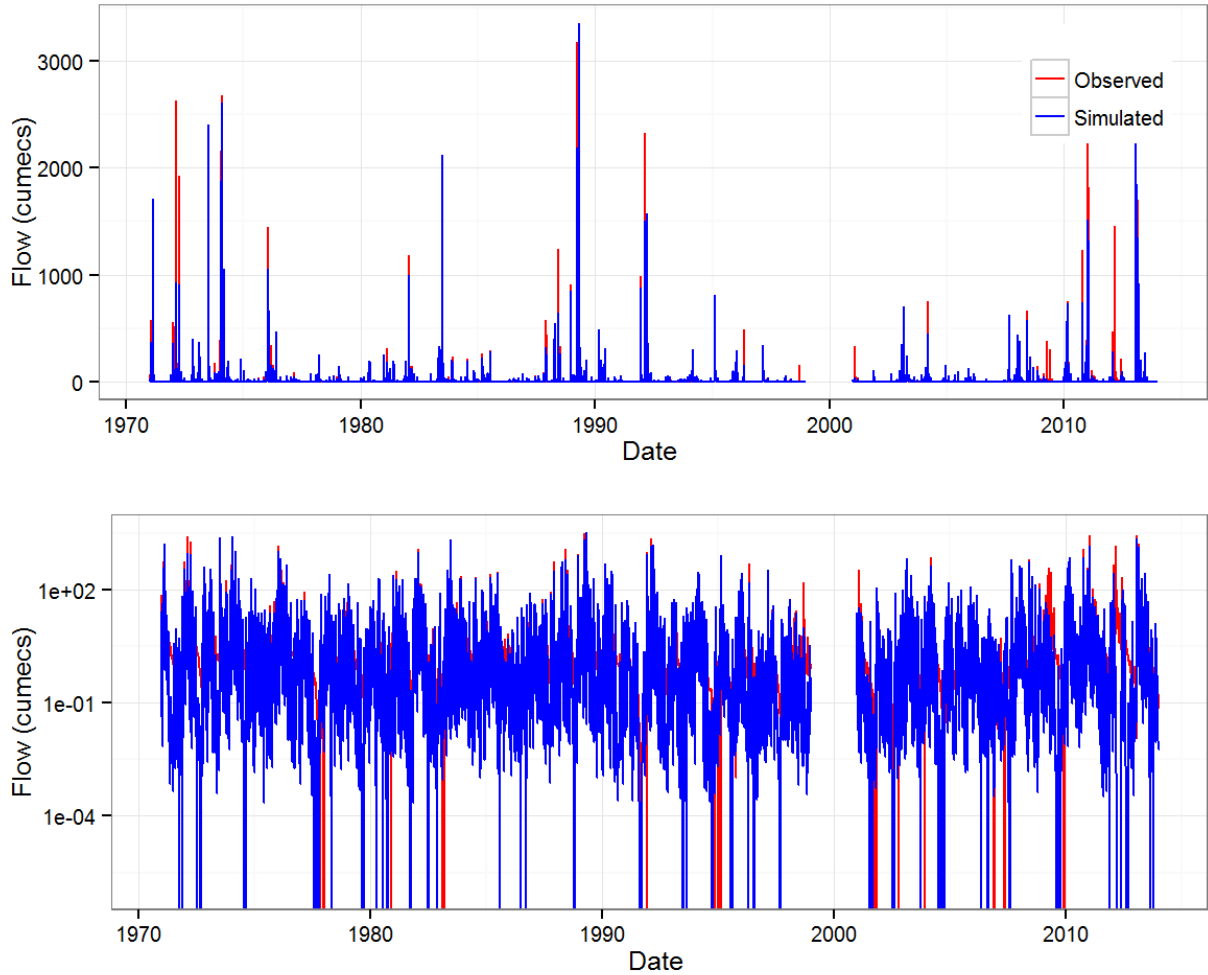 3000
2000
1000
0
Flow (cumecs)
Observed
Simulated
1970 1980 1990 2000 2010
Date
1e+02
1e-01
1e-04
Flow (cumecs)
1970 1980 1990 2000 2010
Date